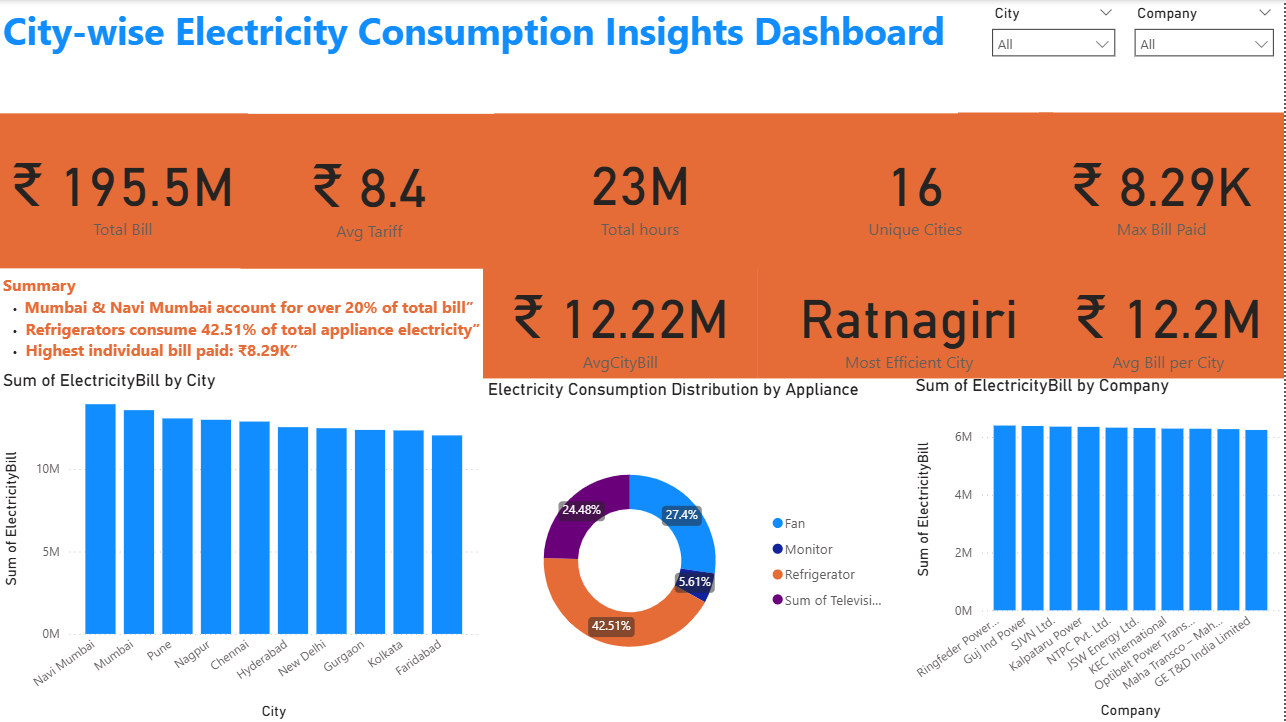 City-wise Electricity Consumption Insights Dashboard
City
All
Company
All
₹ 195.5M
Total Bill
₹ 8.4
Avg Tariff
23M
Total hours
16
Unique Cities
₹ 8.29K
Max Bill Paid
Summary
• Mumbai & Navi Mumbai account for over 20% of total bill”
• Refrigerators consume 42.51% of total appliance electricity”
• Highest individual bill paid: ₹8.29K”
₹ 12.22M
AvgCityBill
Ratnagiri
Most Efficient City
₹ 12.2M
Avg Bill per City
Sum of ElectricityBill by City
Sum of ElectricityBill
10M
5M
0M
Navi Mumbai
Mumbai
Pune
Nagpur
Chennai
Hyderabad
New Delhi
Gurgaon
Kolkata
Faridabad
City
Electricity Consumption Distribution by Appliance
24.48%
27.4%
5.61%
42.51%
Fan
Monitor
Refrigerator
Sum of Televisi...
Sum of ElectricityBill by Company
Sum of ElectricityBill
6M
4M
2M
0M
Ringfeder Power...
Guj Ind Power
SJVN Ltd.
Kalpataru Power
NTPC Pvt. Ltd.
JSW Energy Ltd.
KEC International
Optibelt Power Trans...
Maha Transco – Mah...
GE T&D India Limited
Company